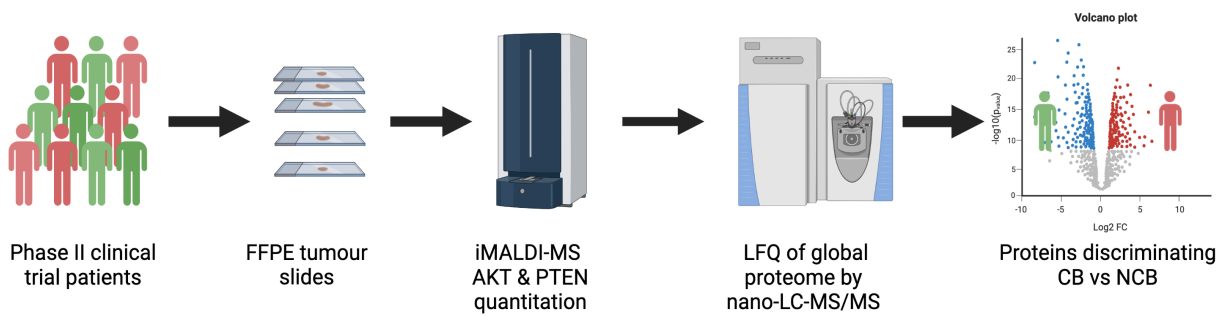 Phase II clinical
trial patients
FFPE tumour
slides
iMALDI-MS
AKT & PTEN
quantitation
LFQ of global
proteome by
nano-LC-MS/MS
Volcano plot
-log10(pvalue)
25
20
15
10
5
0
-10
-5
0
5
10
Log2 FC
Proteins discriminating
CB vs NCB